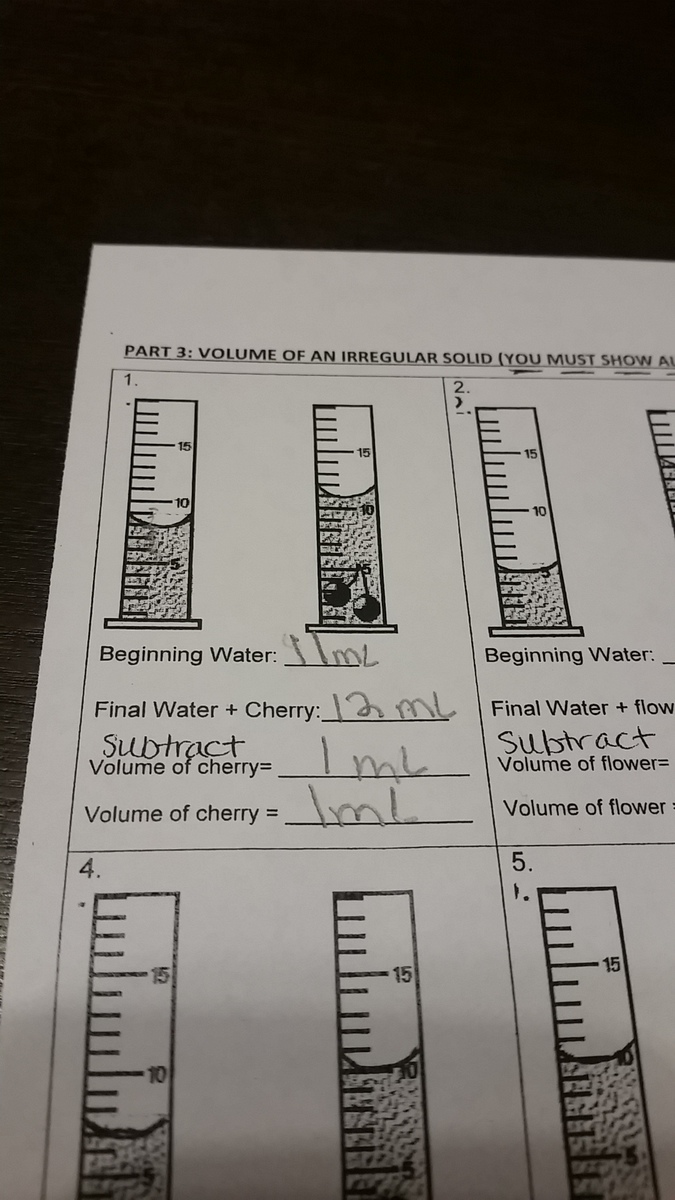 PART 3: VOLUME OF AN IRREGULAR SOLID (YOU MUST SHOW AL
1.
15
10
5
15
10
5
Beginning Water: 11mL
Final Water + Cherry: 12 mL
Subtract
Volume of cherry= 1 mL
Volume of cherry = 1mL
2.
15
10
5
Beginning Water:
Final Water + flow
Subtract
Volume of flower=
Volume of flower =
4.
15
10
5
15
10
5
5.
15
10
5